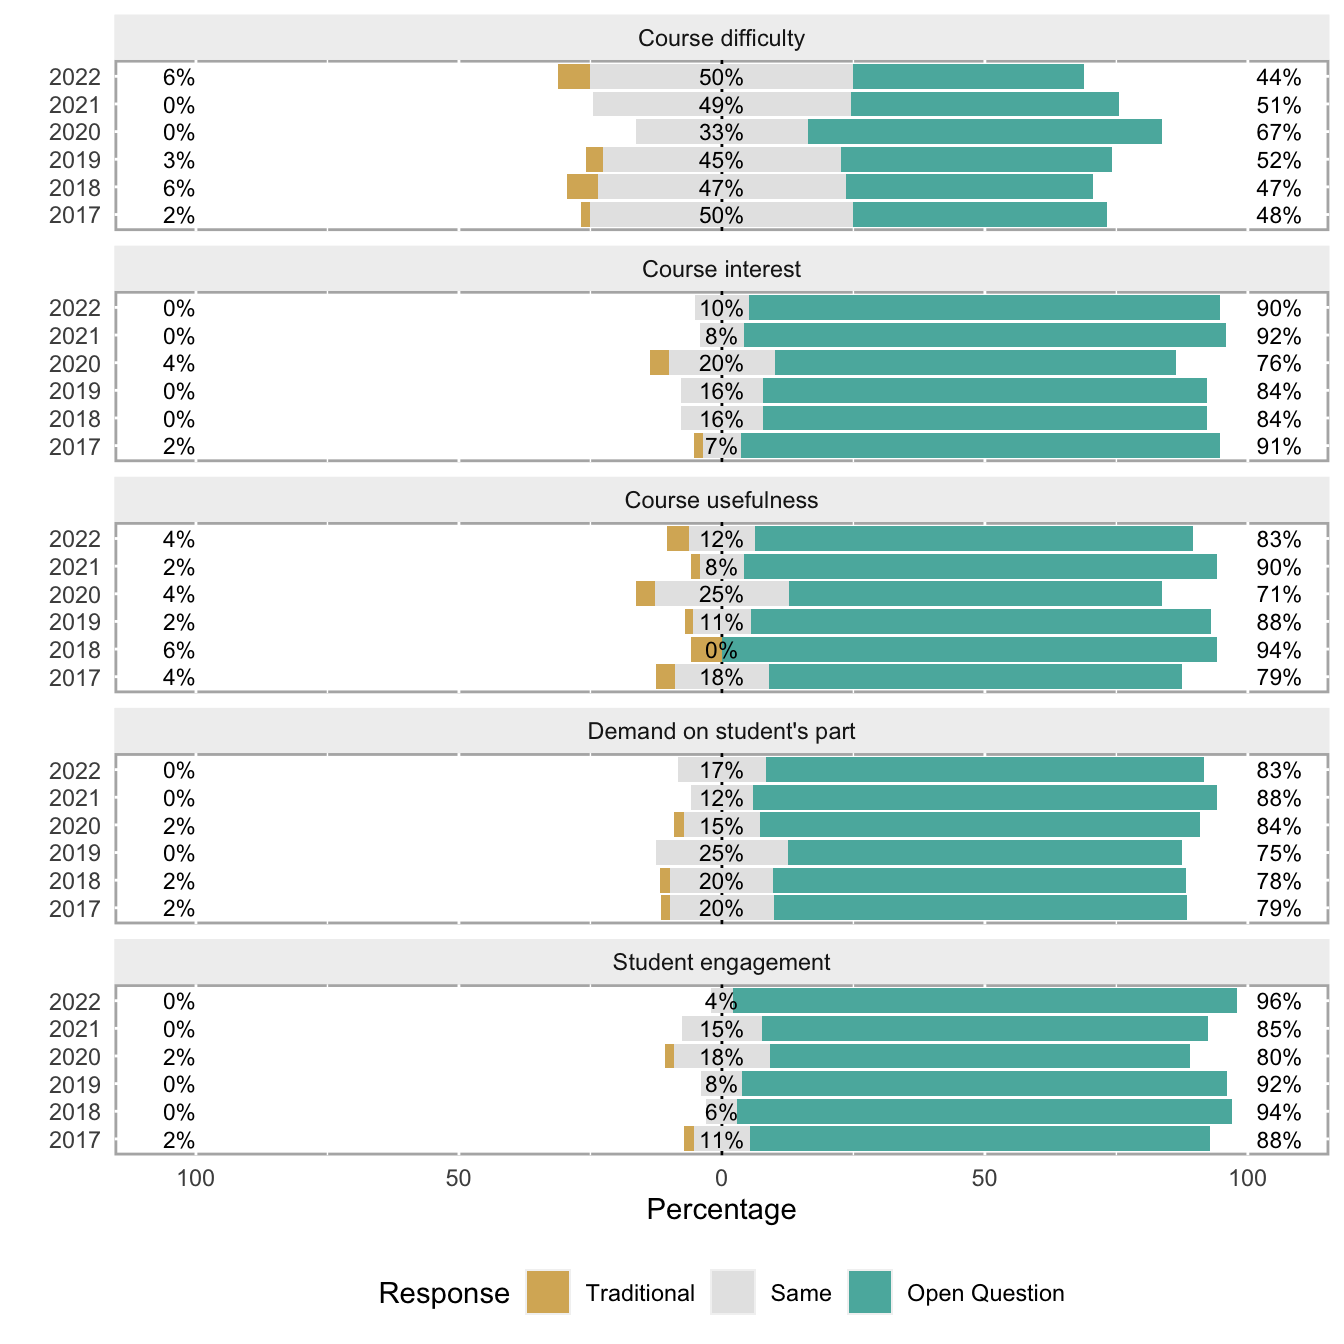 Course difficulty
2022 6% 50% 44%
2021 0% 49% 51%
2020 0% 33% 67%
2019 3% 45% 52%
2018 6% 47% 47%
2017 2% 50% 48%
Course interest
2022 0% 10% 90%
2021 0% 8% 92%
2020 4% 20% 76%
2019 0% 16% 84%
2018 0% 16% 84%
2017 2% 7% 91%
Course usefulness
2022 4% 12% 83%
2021 2% 8% 90%
2020 4% 25% 71%
2019 2% 11% 88%
2018 6% 0% 94%
2017 4% 18% 79%
Demand on student's part
2022 0% 17% 83%
2021 0% 12% 88%
2020 2% 15% 84%
2019 0% 25% 75%
2018 2% 20% 78%
2017 2% 20% 79%
Student engagement
2022 0% 4% 96%
2021 0% 15% 85%
2020 2% 18% 80%
2019 0% 8% 92%
2018 0% 6% 94%
2017 2% 11% 88%
100 50 0 50 100
Percentage
Response Traditional Same Open Question